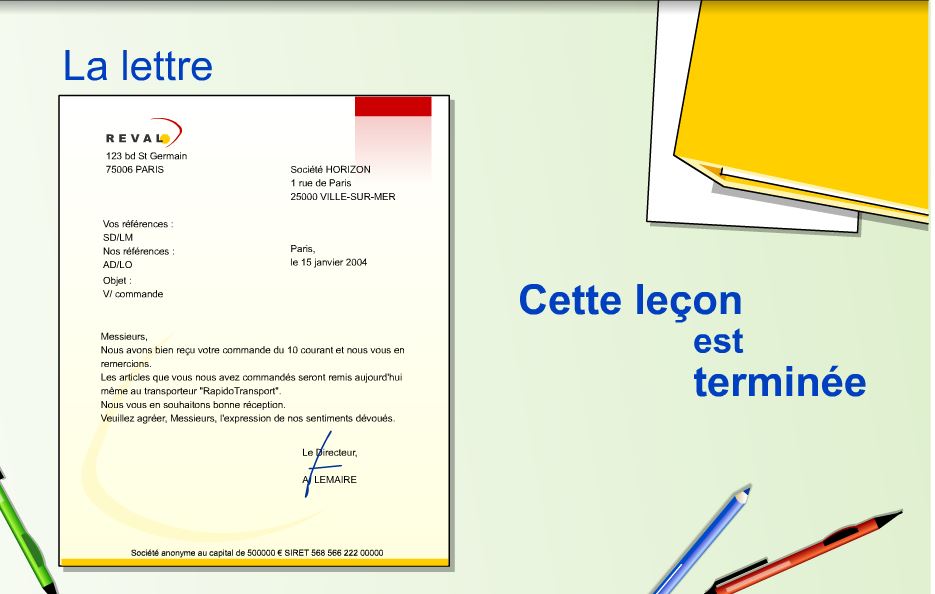 La lettre
REVAL
123 bd St Germain
75006 PARIS
Société HORIZON
1 rue de Paris
25000 VILLE-SUR-MER
Vos références :
SD/LM
Nos références :
AD/LO
Objet :
V/ commande
Paris,
le 15 janvier 2004
Messieurs,
Nous avons bien reçu votre commande du 10 courant et nous vous en
remercions.
Les articles que vous nous avez commandés seront remis aujourd'hui
même au transporteur "RapidoTransport".
Nous vous en souhaitons bonne réception.
Veuillez agréer, Messieurs, l'expression de nos sentiments dévoués.
Le Directeur,
A. LEMAIRE
Société anonyme au capital de 500000 € SIRET 568 566 222 00000
Cette leçon
est
terminée